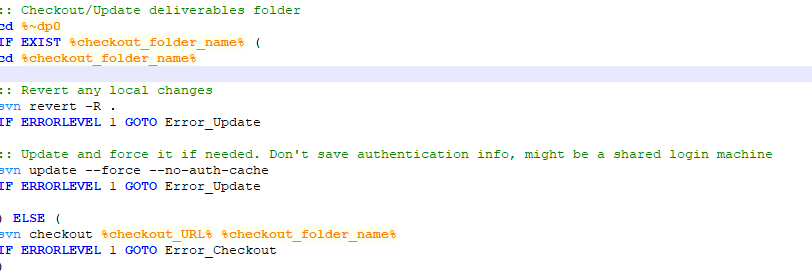 :: Checkout/Update deliverables folder
cd %~dp0
IF EXIST %checkout_folder_name% (
cd %checkout_folder_name%
:: Revert any local changes
svn revert -R .
IF ERRORLEVEL 1 GOTO Error_Update
:: Update and force it if needed. Don't save authentication info, might be a shared login machine
svn update --force --no-auth-cache
IF ERRORLEVEL 1 GOTO Error_Update
) ELSE (
svn checkout %checkout_URL% %checkout_folder_name%
IF ERRORLEVEL 1 GOTO Error_Checkout
)